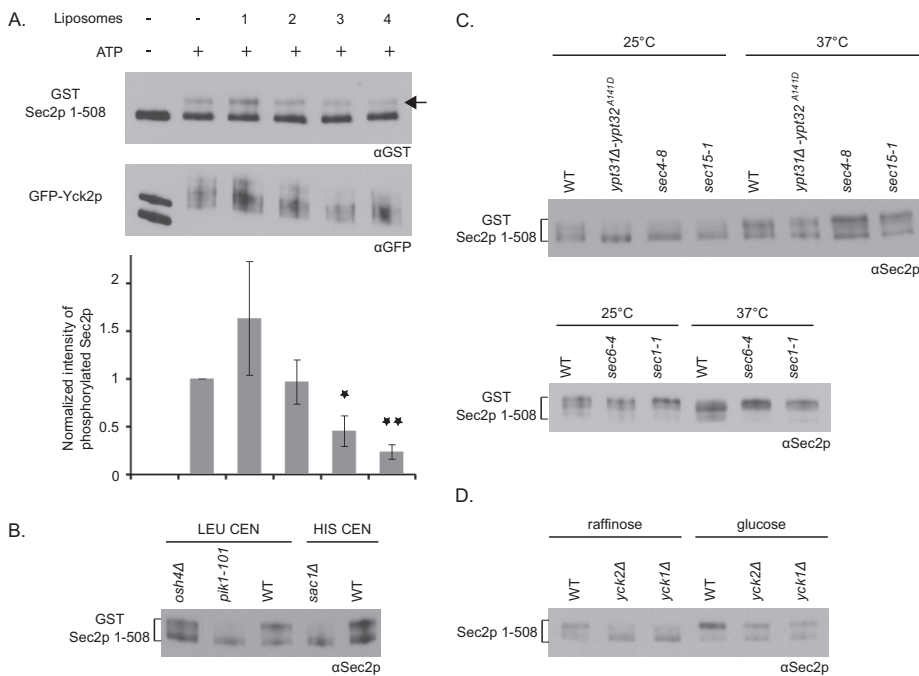 A.
Liposomes - - 1 2 3 4
ATP - + + + + +
GST
Sec2p 1-508
αGST
GFP-Yck2p
αGFP
Normalized intensity of
phosphorylated Sec2p
2
1.5
1
0.5
0
B.
LEU CEN HIS CEN
osh4Δ pik1-101 WT sac1Δ WT
GST
Sec2p 1-508
αSec2p
C.
25°C 37°C
WT ypt31Δ-ypt32A141D sec4-8 sec15-1 WT ypt31Δ-ypt32A141D sec4-8 sec15-1
GST
Sec2p 1-508
αSec2p
25°C 37°C
WT sec6-4 sec1-1 WT sec6-4 sec1-1
GST
Sec2p 1-508
αSec2p
D.
raffinose glucose
WT yck2Δ yck1Δ WT yck2Δ yck1Δ
Sec2p 1-508
αSec2p